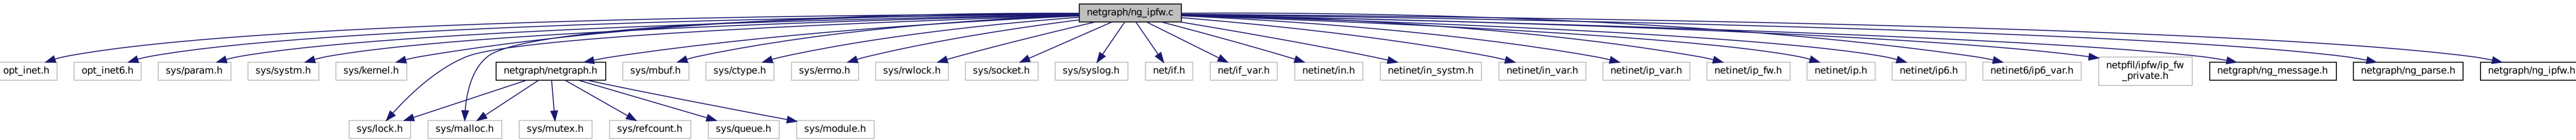 netgraph/ng_ipfw.c
opt_inet.h
opt_inet6.h
sys/param.h
sys/systm.h
sys/kernel.h
netgraph/netgraph.h
sys/mbuf.h
sys/ctype.h
sys/errno.h
sys/rwlock.h
sys/socket.h
sys/syslog.h
net/if.h
net/if_var.h
netinet/in.h
netinet/in_systm.h
netinet/in_var.h
netinet/ip_var.h
netinet/ip_fw.h
netinet/ip.h
netinet/ip6.h
netinet6/ip6_var.h
netpfil/ipfw/ip_fw
_private.h
netgraph/ng_message.h
netgraph/ng_parse.h
netgraph/ng_ipfw.h
sys/lock.h
sys/malloc.h
sys/mutex.h
sys/refcount.h
sys/queue.h
sys/module.h